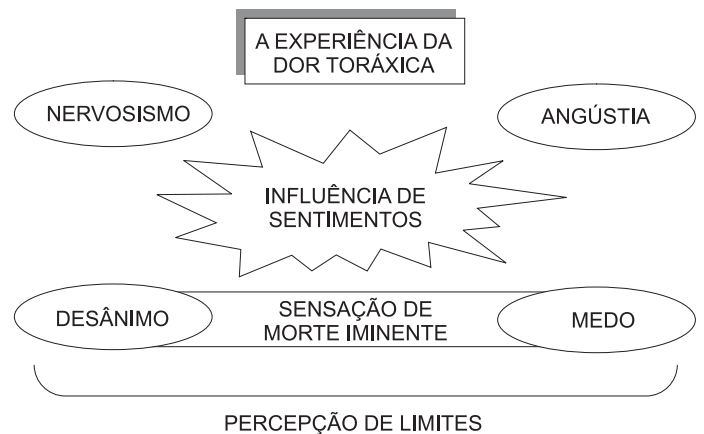 A EXPERIÊNCIA DA
DOR TORÁXICA
NERVOSISMO
ANGÚSTIA
INFLUÊNCIA DE
SENTIMENTOS
DESÂNIMO
SENSAÇÃO DE
MORTE IMINENTE
MEDO
PERCEPÇÃO DE LIMITES